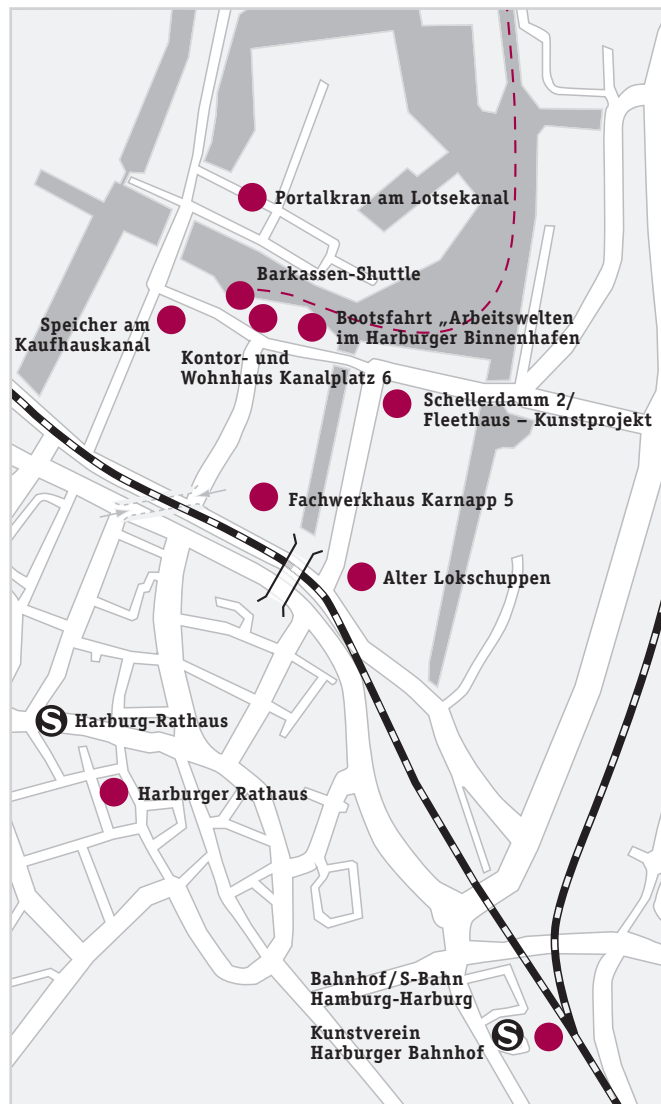 Portalkran am Lotsekanal
Barkassen-Shuttle
Speicher am
Kaufhauskanal
Bootsfahrt „Arbeitswelten
im Harburger Binnenhafen
Kontor- und
Wohnhaus Kanalplatz 6
Schellerdamm 2/
Fleethaus – Kunstprojekt
Fachwerkhaus Karnapp 5
Alter Lokschuppen
S Harburg-Rathaus
Harburger Rathaus
Bahnhof/S-Bahn
Hamburg-Harburg
Kunstverein
Harburger Bahnhof
S